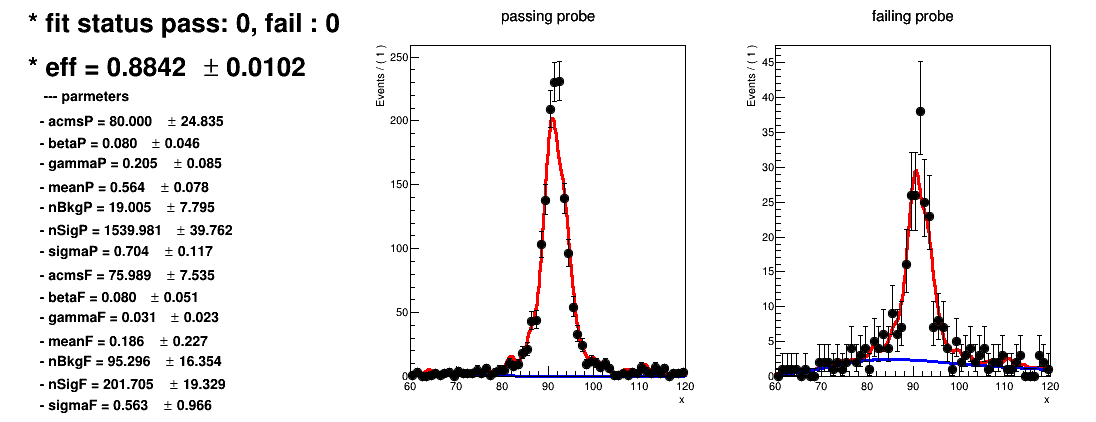 * fit status pass: 0, fail : 0
* eff = 0.8842 ± 0.0102
--- parmeters
- acmsP = 80.000 ± 24.835
- betaP = 0.080 ± 0.046
- gammaP = 0.205 ± 0.085
- meanP = 0.564 ± 0.078
- nBkgP = 19.005 ± 7.795
- nSigP = 1539.981 ± 39.762
- sigmaP = 0.704 ± 0.117
- acmsF = 75.989 ± 7.535
- betaF = 0.080 ± 0.051
- gammaF = 0.031 ± 0.023
- meanF = 0.186 ± 0.227
- nBkgF = 95.296 ± 16.354
- nSigF = 201.705 ± 19.329
- sigmaF = 0.563 ± 0.966
passing probe
Events / ( 1 )
250
200
150
100
50
0
60 70 80 90 100 110 120
x
failing probe
Events / ( 1 )
45
40
35
30
25
20
15
10
5
0
60 70 80 90 100 110 120
x